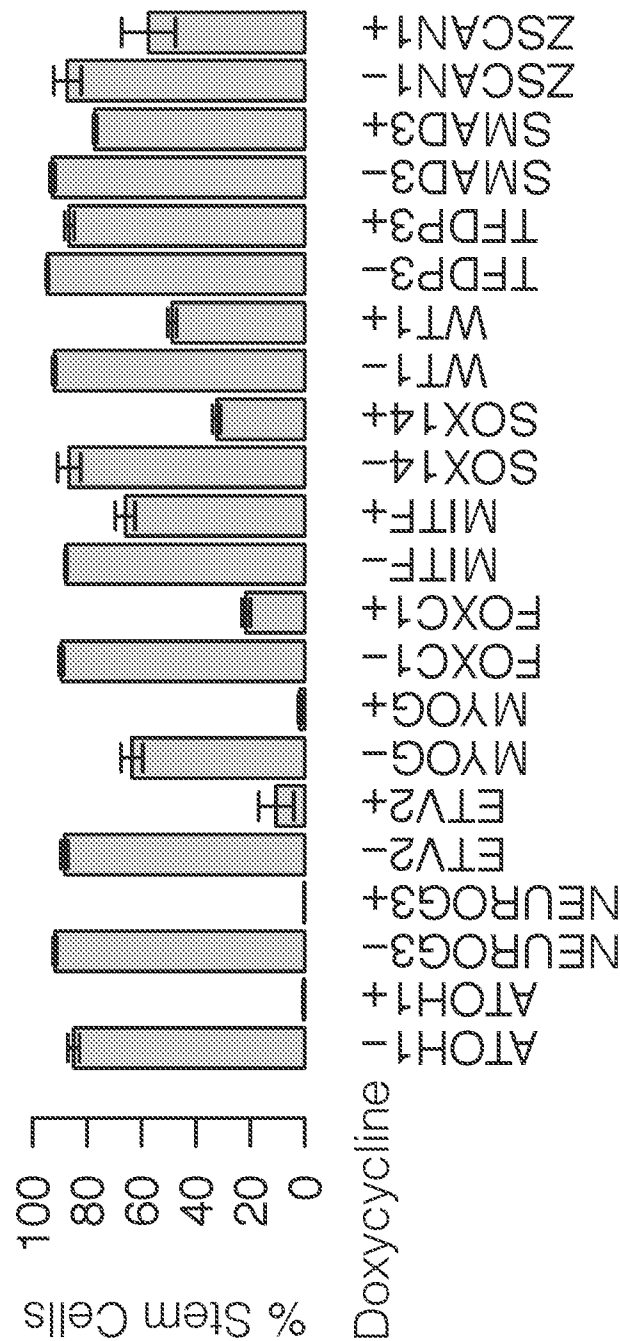 % Stem Cells
100
80
60
40
20
0
Doxycycline
ATOH1-
ATOH1+
NEUROG3-
NEUROG3+
ETV2-
ETV2+
MYOG-
MYOG+
FOXC1-
FOXC1+
MITF-
MITF+
SOX14-
SOX14+
WT1-
WT1+
TFDP3-
TFDP3+
SMAD3-
SMAD3+
ZSCAN1-
ZSCAN1+